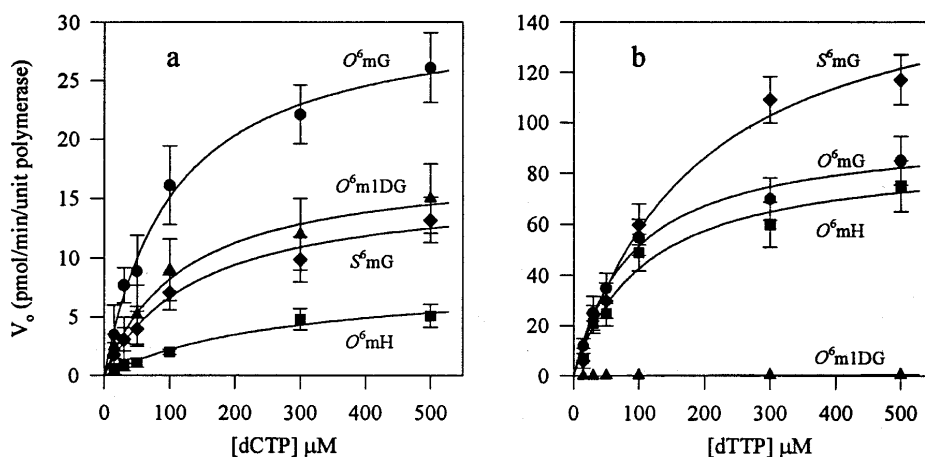 30
25
20
15
10
5
0
V₀ (pmol/min/unit polymerase)
a
O⁶mG
O⁶m1DG
S⁶mG
O⁶mH
0 100 200 300 400 500
[dCTP] μM
140
120
100
80
60
40
20
0
b
S⁶mG
O⁶mG
O⁶mH
O⁶m1DG
0 100 200 300 400 500
[dTTP] μM